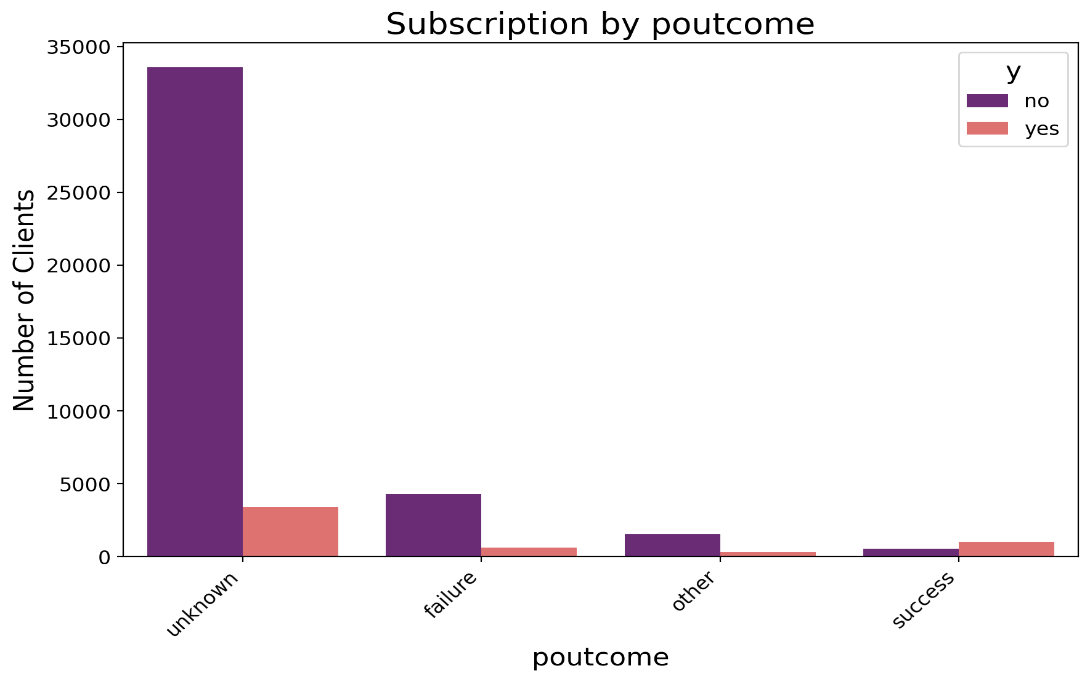 Subscription by poutcome
35000
30000
25000
20000
15000
10000
5000
0
Number of Clients
y
no
yes
unknown
failure
other
success
poutcome